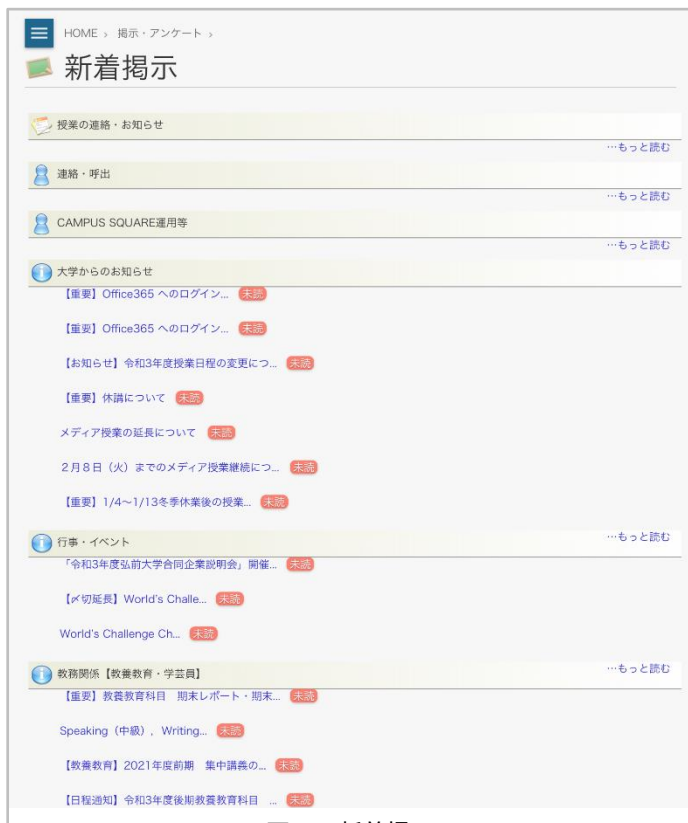 HOME › 掲示・アンケート ›
新着掲示
授業の連絡・お知らせ
…もっと読む
連絡・呼出
…もっと読む
CAMPUS SQUARE運用等
…もっと読む
大学からのお知らせ
【重要】Office365 へのログイン... 未読
【重要】Office365 へのログイン... 未読
【お知らせ】令和3年度授業日程の変更につ... 未読
【重要】休講について 未読
メディア授業の延長について 未読
2月8日（火）までのメディア授業継続につ... 未読
【重要】1/4～1/13冬季休業後の授業... 未読
…もっと読む
行事・イベント
「令和3年度弘前大学合同企業説明会」開催... 未読
【〆切延長】World's Challe... 未読
World's Challenge Ch... 未読
…もっと読む
教務関係【教養教育・学芸員】
【重要】教養教育科目　期末レポート・期末... 未読
Speaking（中級）, Writing... 未読
【教養教育】2021年度前期　集中講義の... 未読
【日程通知】令和3年度後期教養教育科目　... 未読